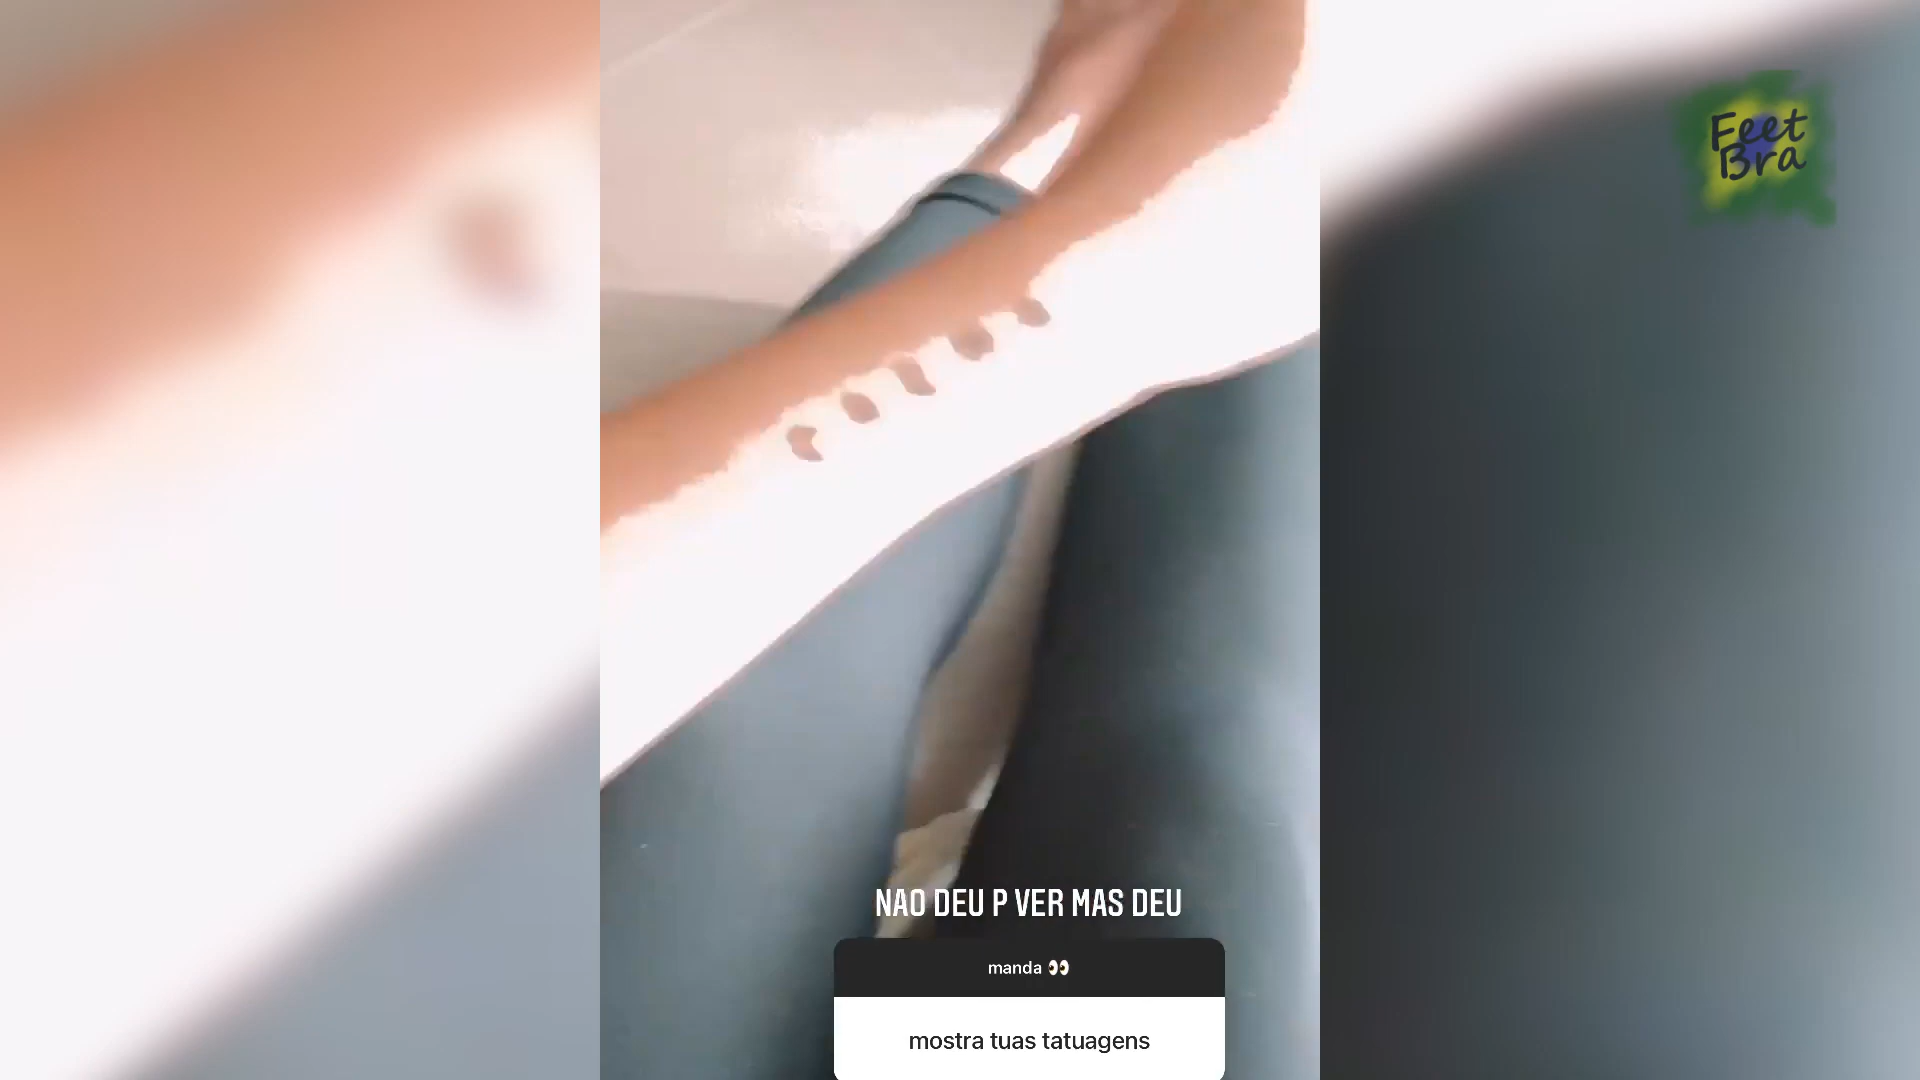 Feet
Bra
NAO DEU P VER MAS DEU
manda 👀
mostra tuas tatuagens